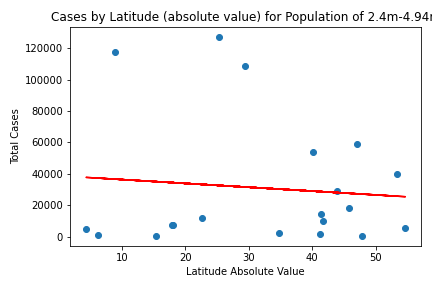 Cases by Latitude (absolute value) for Population of 2.4m-4.94m
120000
100000
80000
60000
40000
20000
0
Total Cases
10 20 30 40 50
Latitude Absolute Value